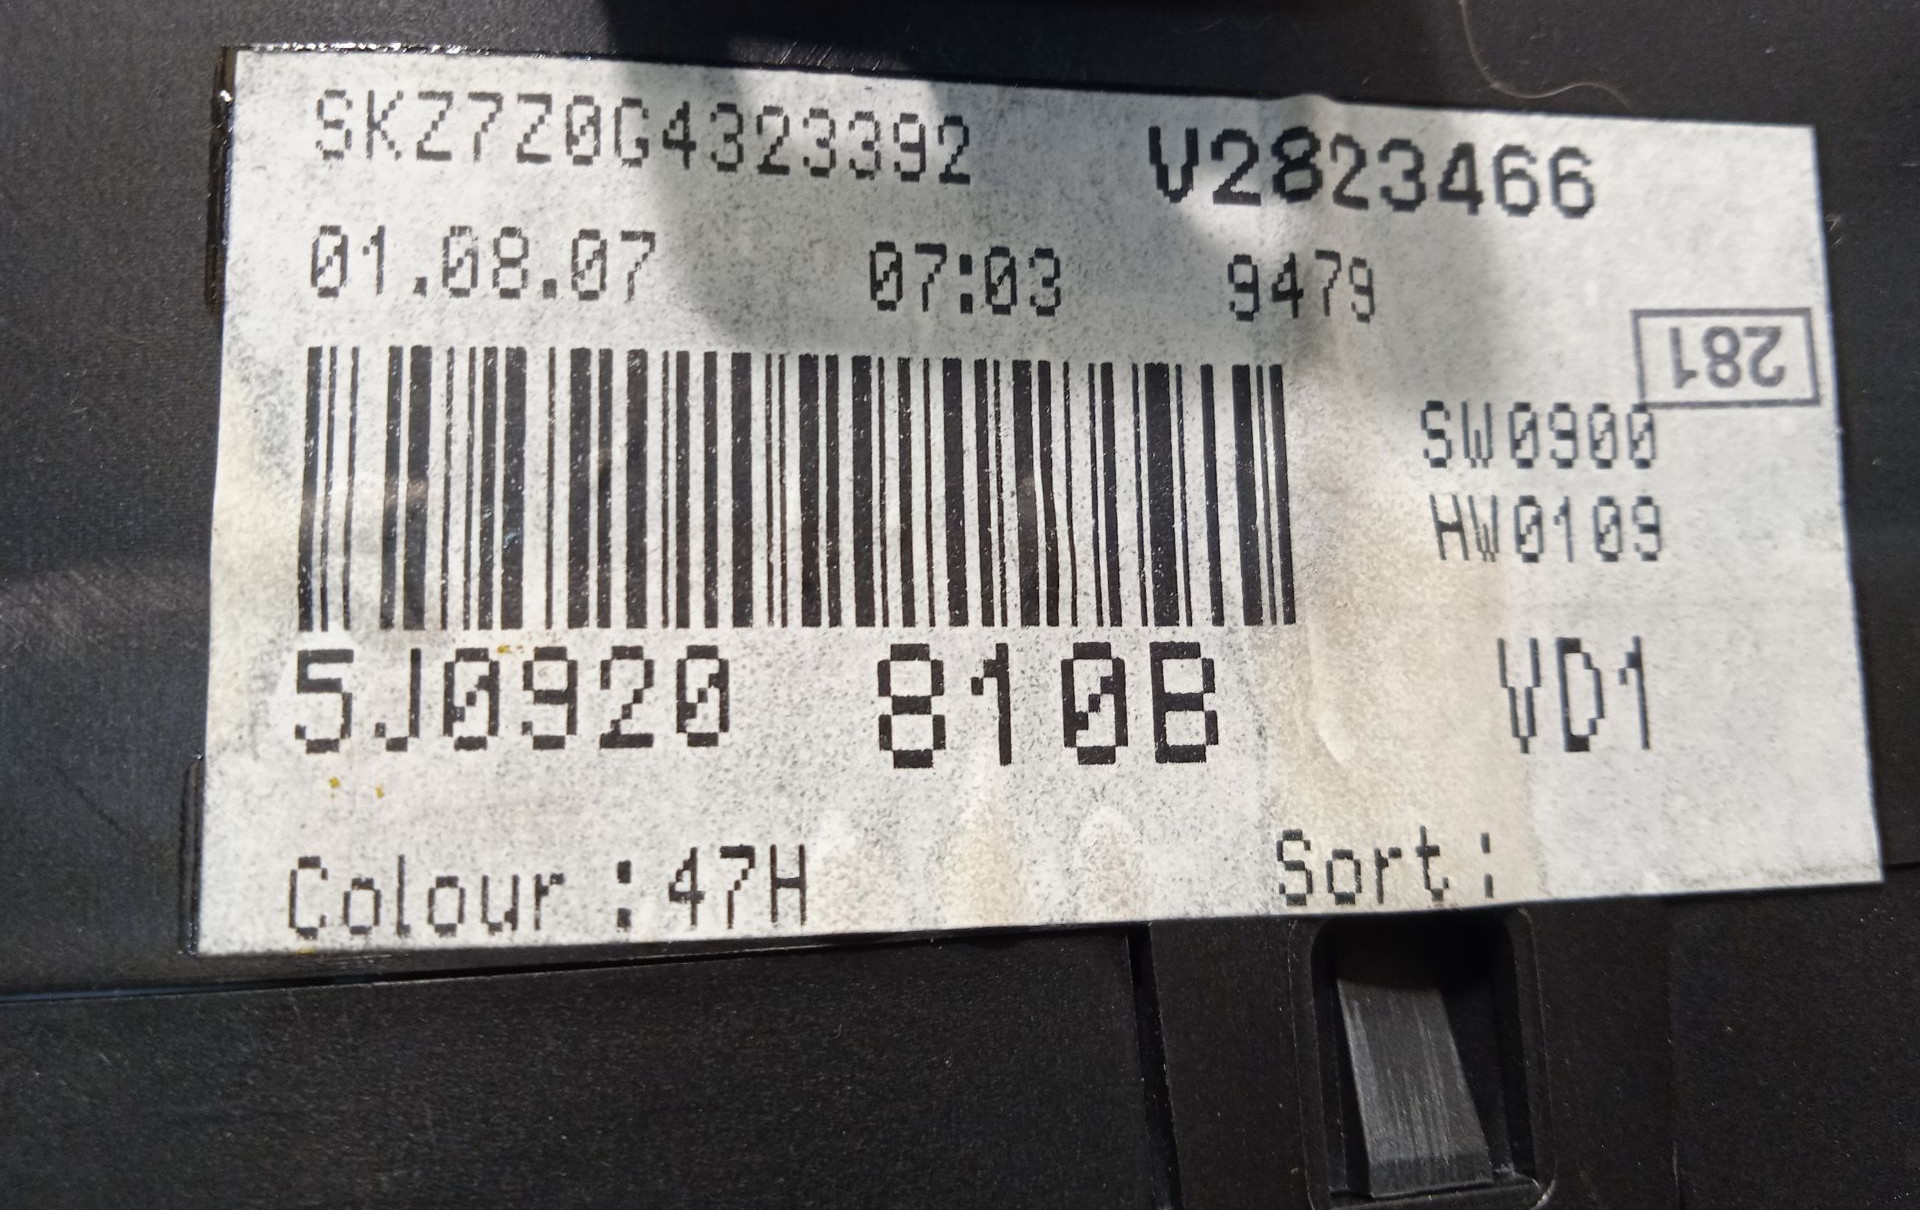 SKZ7Z0G4323392 V2823466
01.08.07 07:03 9479
281
SW0900
HW0109
5J0920 810B VD1
Colour : 47H Sort :